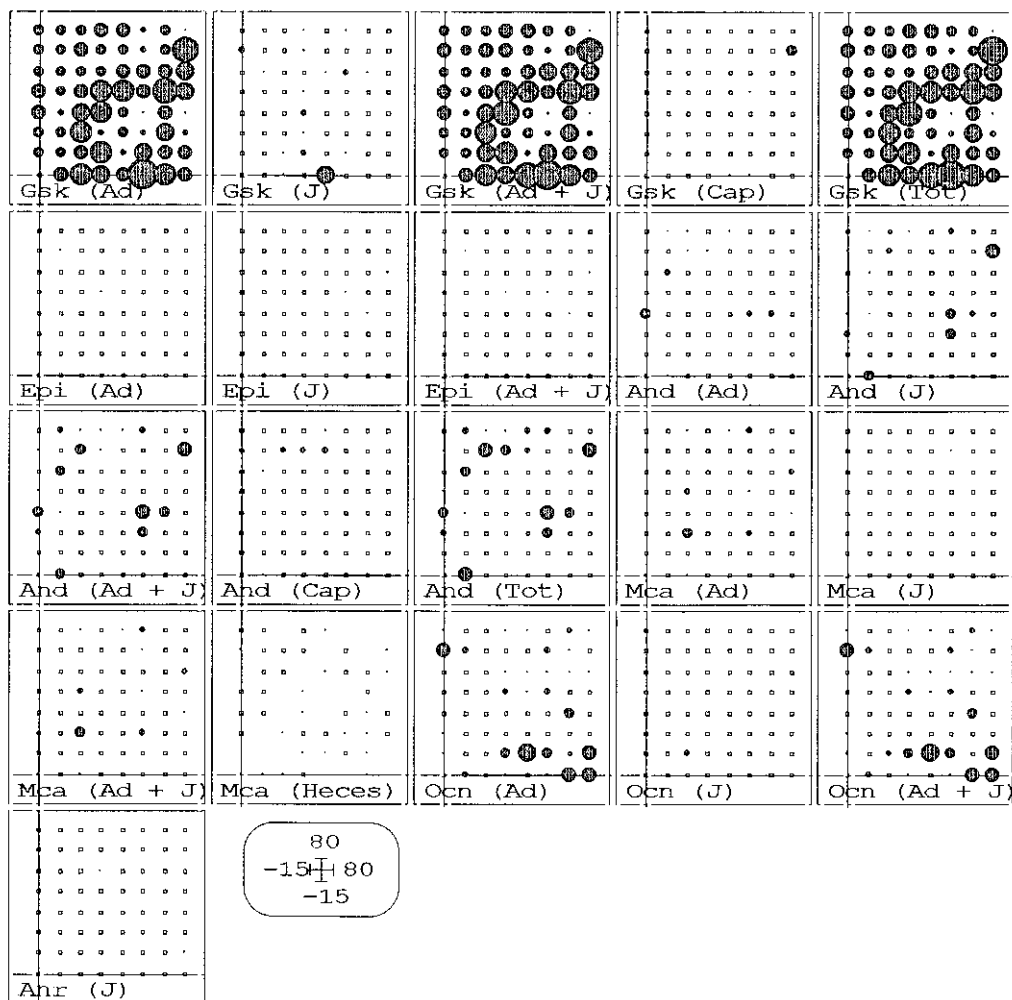 Gsk (Ad)
Gsk (J)
Gsk (Ad + J)
Gsk (Cap)
Gsk (Tot)
Epi (Ad)
Epi (J)
Epi (Ad + J)
And (Ad)
And (J)
And (Ad + J)
And (Cap)
And (Tot)
Mca (Ad)
Mca (J)
Mca (Ad + J)
Mca (Heces)
Ocn (Ad)
Ocn (J)
Ocn (Ad + J)
Ahr (J)
80
-15 80
-15